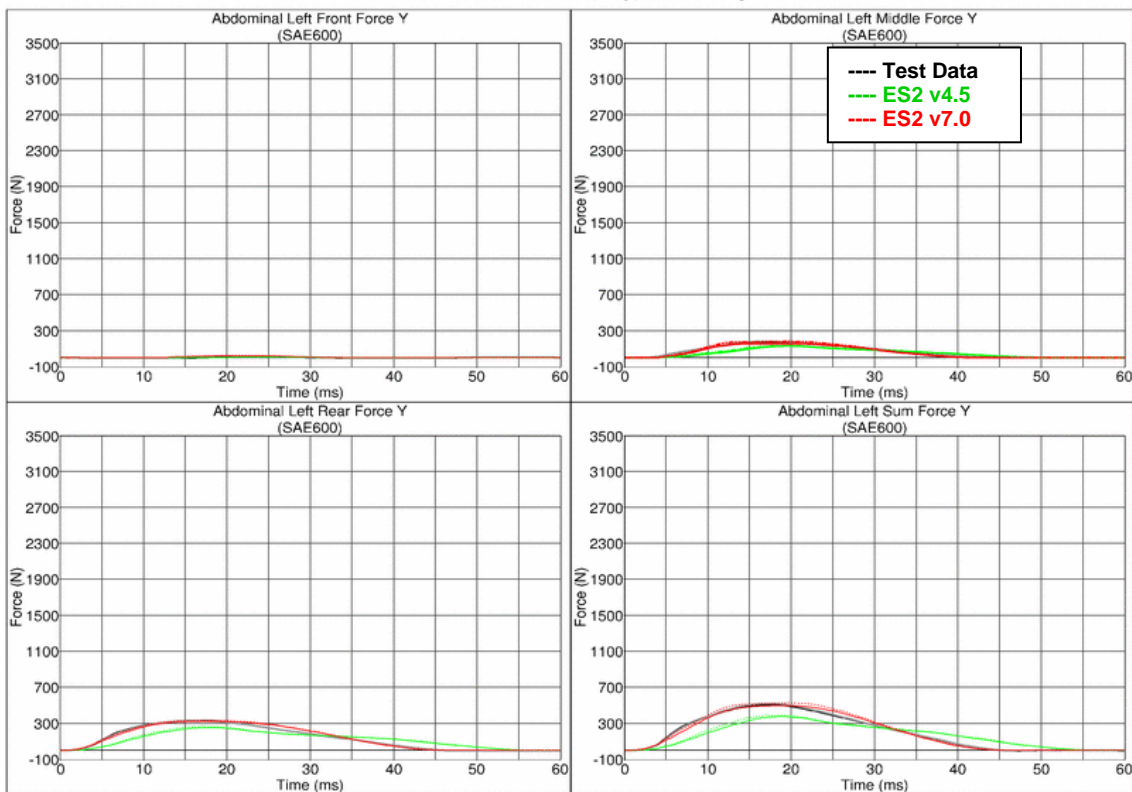 Abdominal Left Front Force Y
(SAE600)
3500
3100
2700
2300
1900
1500
1100
700
300
-100
Force (N)
0 10 20 30 40 50 60
Time (ms)
Abdominal Left Middle Force Y
(SAE600)
---- Test Data
---- ES2 v4.5
---- ES2 v7.0
3500
3100
2700
2300
1900
1500
1100
700
300
-100
Force (N)
0 10 20 30 40 50 60
Time (ms)
Abdominal Left Rear Force Y
(SAE600)
3500
3100
2700
2300
1900
1500
1100
700
300
-100
Force (N)
0 10 20 30 40 50 60
Time (ms)
Abdominal Left Sum Force Y
(SAE600)
3500
3100
2700
2300
1900
1500
1100
700
300
-100
Force (N)
0 10 20 30 40 50 60
Time (ms)